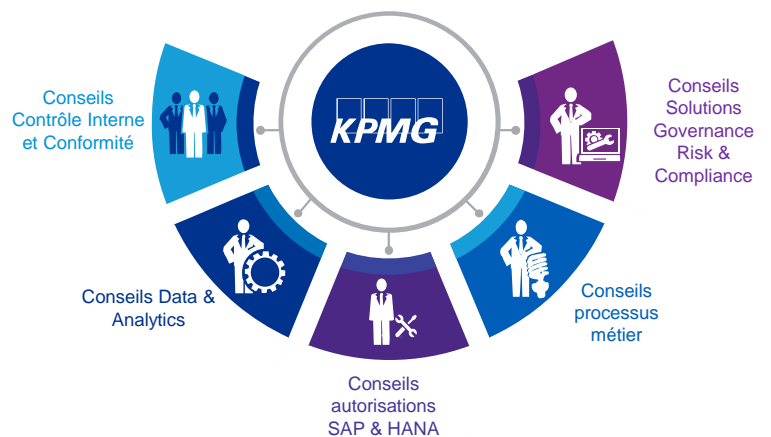 KPMG
Conseils
Contrôle Interne
et Conformité
Conseils Data &
Analytics
Conseils
autorisations
SAP & HANA
Conseils
processus
métier
Conseils
Solutions
Governance
Risk &
Compliance